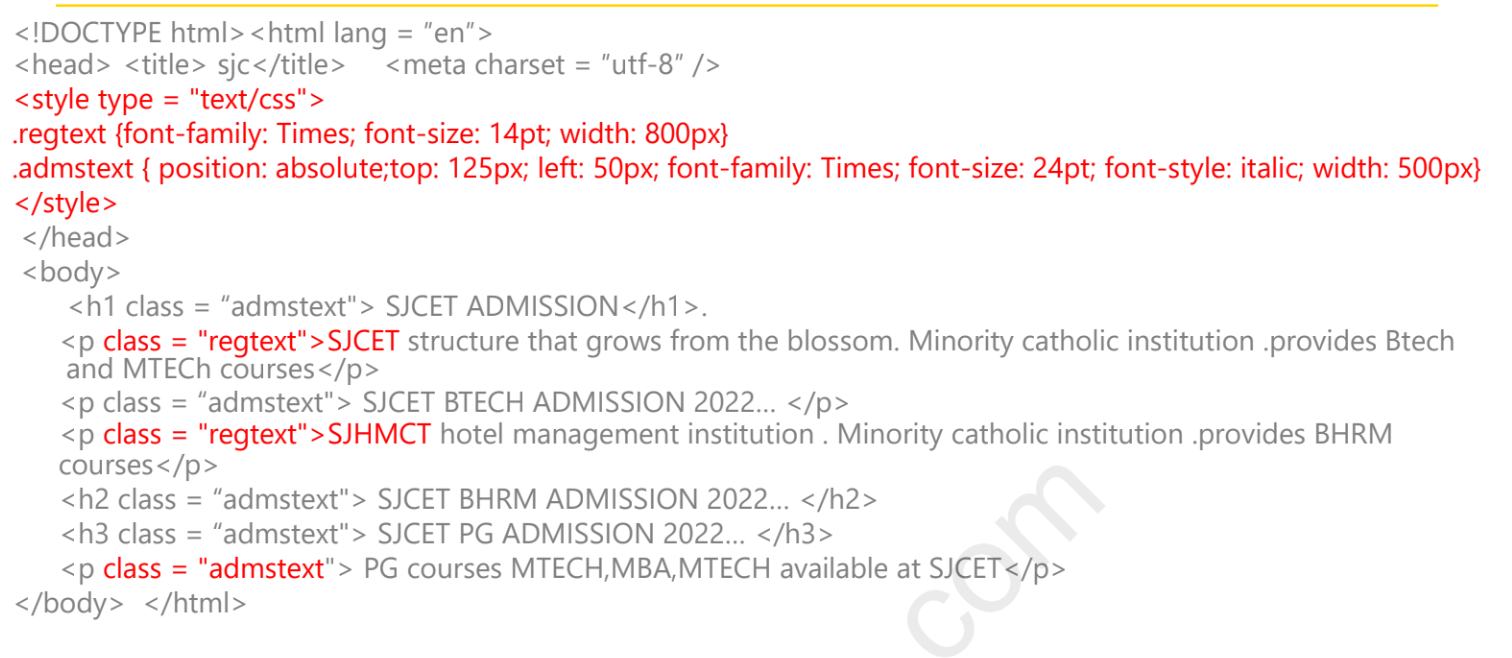 <!DOCTYPE html><html lang = "en">
<head> <title> sjc</title> <meta charset = "utf-8" />
<style type = "text/css">
.regtext {font-family: Times; font-size: 14pt; width: 800px}
.admstext { position: absolute;top: 125px; left: 50px; font-family: Times; font-size: 24pt; font-style: italic; width: 500px}
</style>
</head>
<body>
<h1 class = “admstext"> SJCET ADMISSION</h1>.
<p class = "regtext">SJCET structure that grows from the blossom. Minority catholic institution .provides Btech
and MTECh courses</p>
<p class = “admstext"> SJCET BTECH ADMISSION 2022... </p>
<p class = "regtext">SJHMCT hotel management institution . Minority catholic institution .provides BHRM
courses</p>
<h2 class = “admstext"> SJCET BHRM ADMISSION 2022... </h2>
<h3 class = “admstext"> SJCET PG ADMISSION 2022... </h3>
<p class = "admstext"> PG courses MTECH,MBA,MTECH available at SJCET</p>
</body> </html>
com